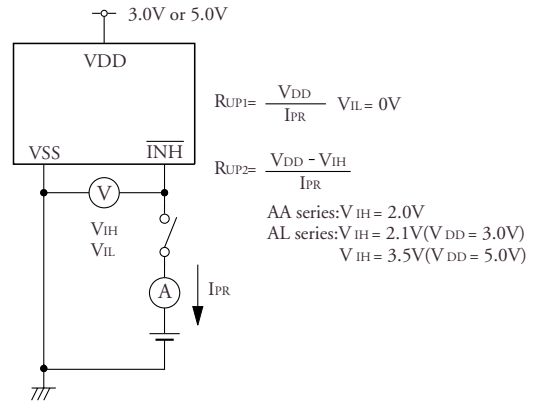 3.0V or 5.0V
VDD
VSS
INH
V
VIH
VIL
A
IPR
RUP1= VDD / IPR VIL = 0V
RUP2= VDD - VIH / IPR
AA series:V IH = 2.0V
AL series:V IH = 2.1V(V DD = 3.0V)
V IH = 3.5V(V DD = 5.0V)